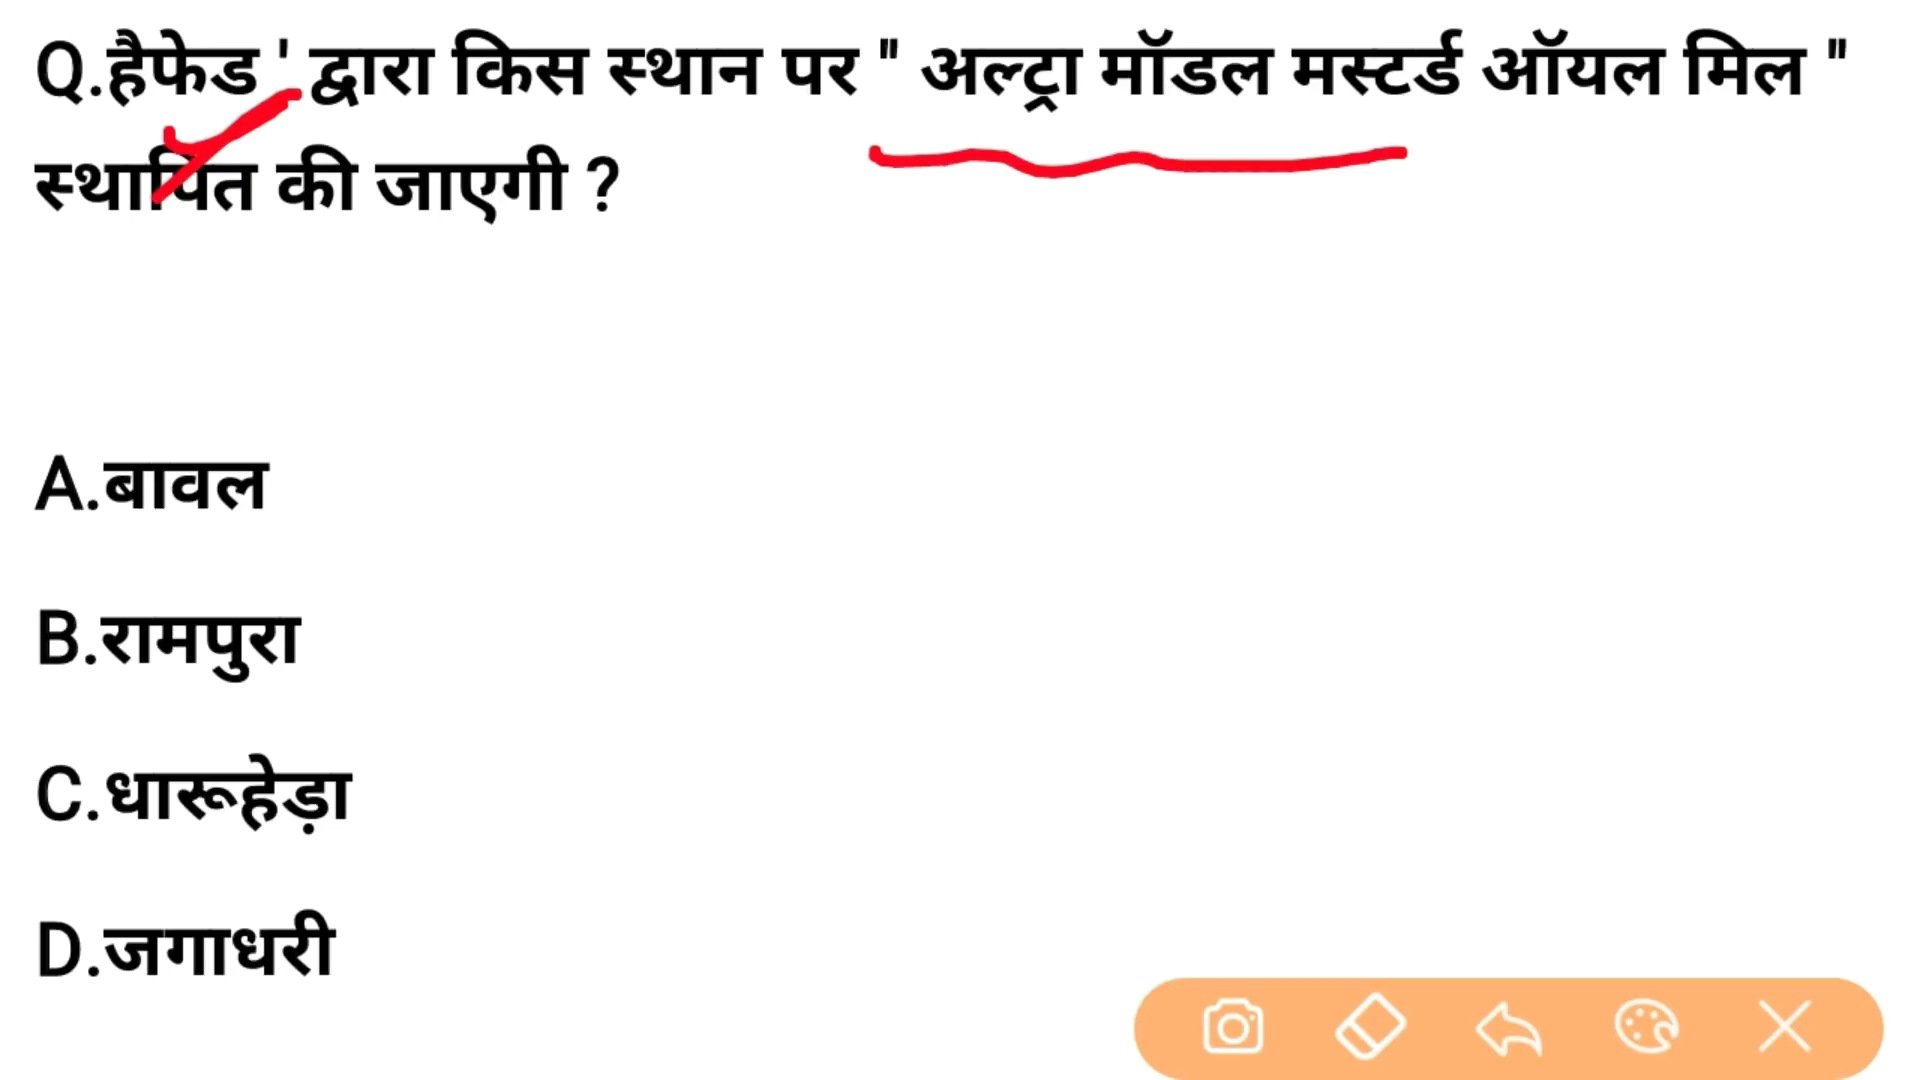 Q.हैफेड ' द्वारा किस स्थान पर " अल्ट्रा मॉडल मस्टर्ड ऑयल मिल "
स्थापित की जाएगी ?
A.बावल
B.रामपुरा
C.धारूहेड़ा
D.जगाधरी